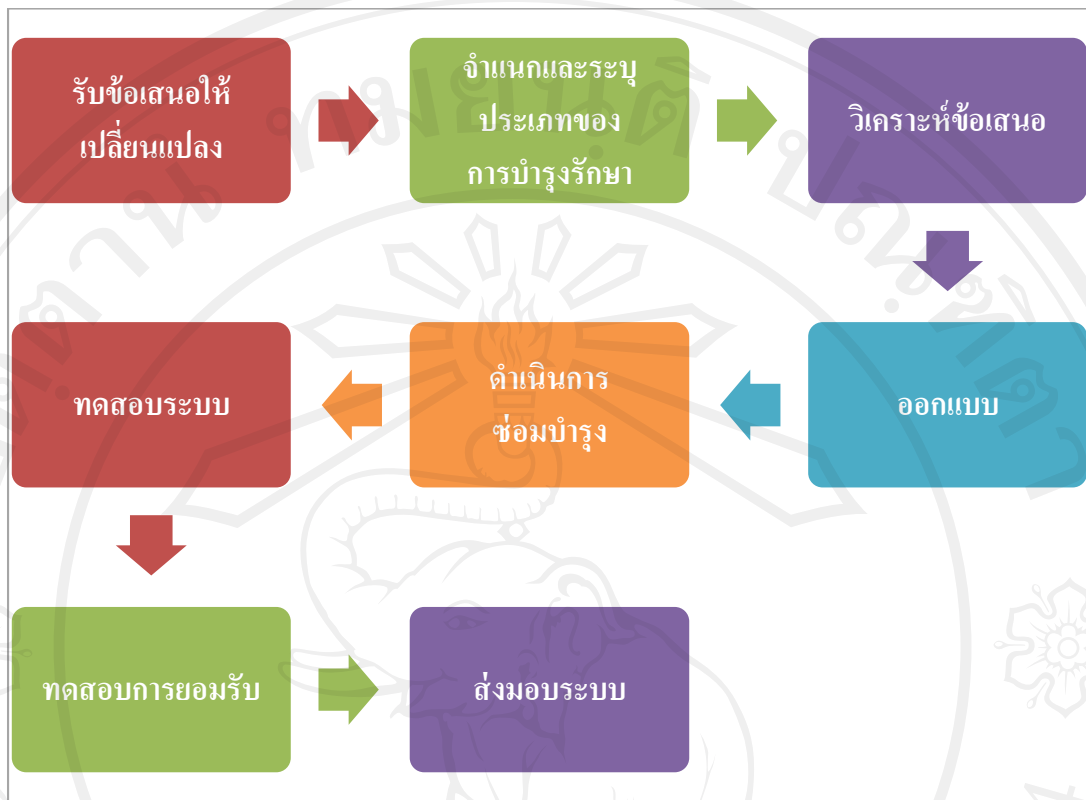 รับข้อเสนอให้
เปลี่ยนแปลง
จำแนกและระบุ
ประเภทของ
การบำรุงรักษา
วิเคราะห์ข้อเสนอ
ออกแบบ
ดำเนินการ
ซ่อมบำรุง
ทดสอบระบบ
ทดสอบการยอมรับ
ส่งมอบระบบ